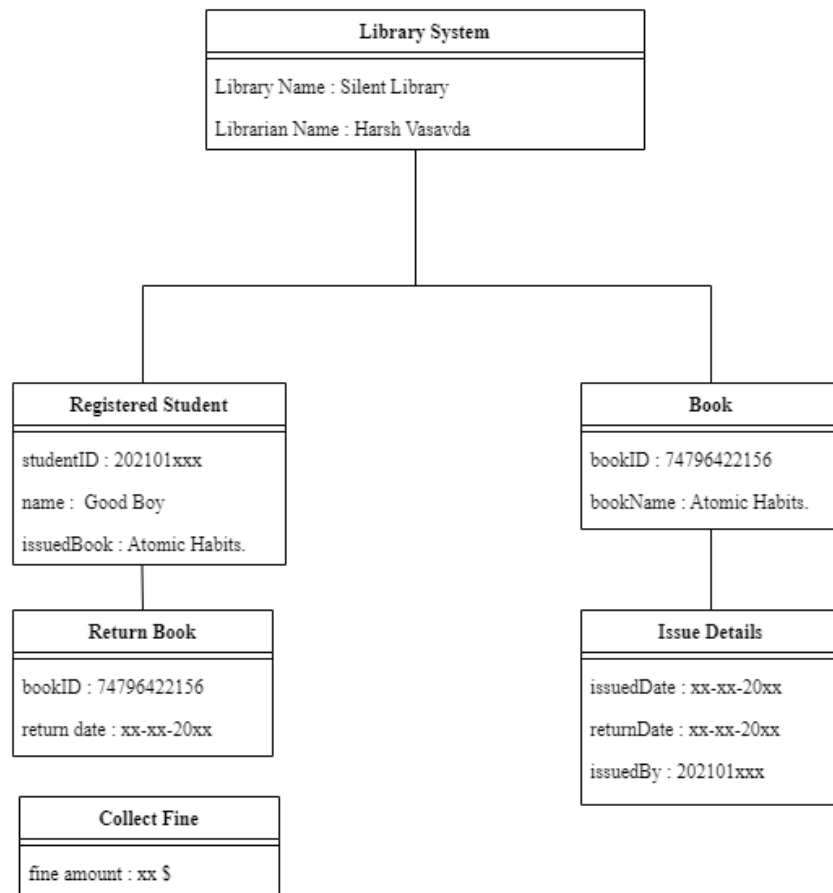 Library System
Library Name : Silent Library
Librarian Name : Harsh Vasavda
Registered Student
studentID : 202101xxx
name :  Good Boy
issuedBook : Atomic Habits.
Book
bookID : 74796422156
bookName : Atomic Habits.
Return Book
bookID : 74796422156
return date : xx-xx-20xx
Issue Details
issuedDate : xx-xx-20xx
returnDate : xx-xx-20xx
issuedBy : 202101xxx
Collect Fine
fine amount : xx $